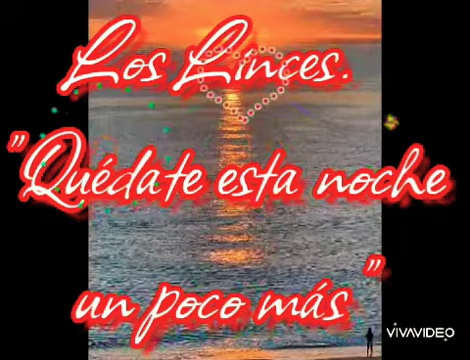 Los Linces.
"Quédate esta noche
un poco más"
VIVAVIDEO